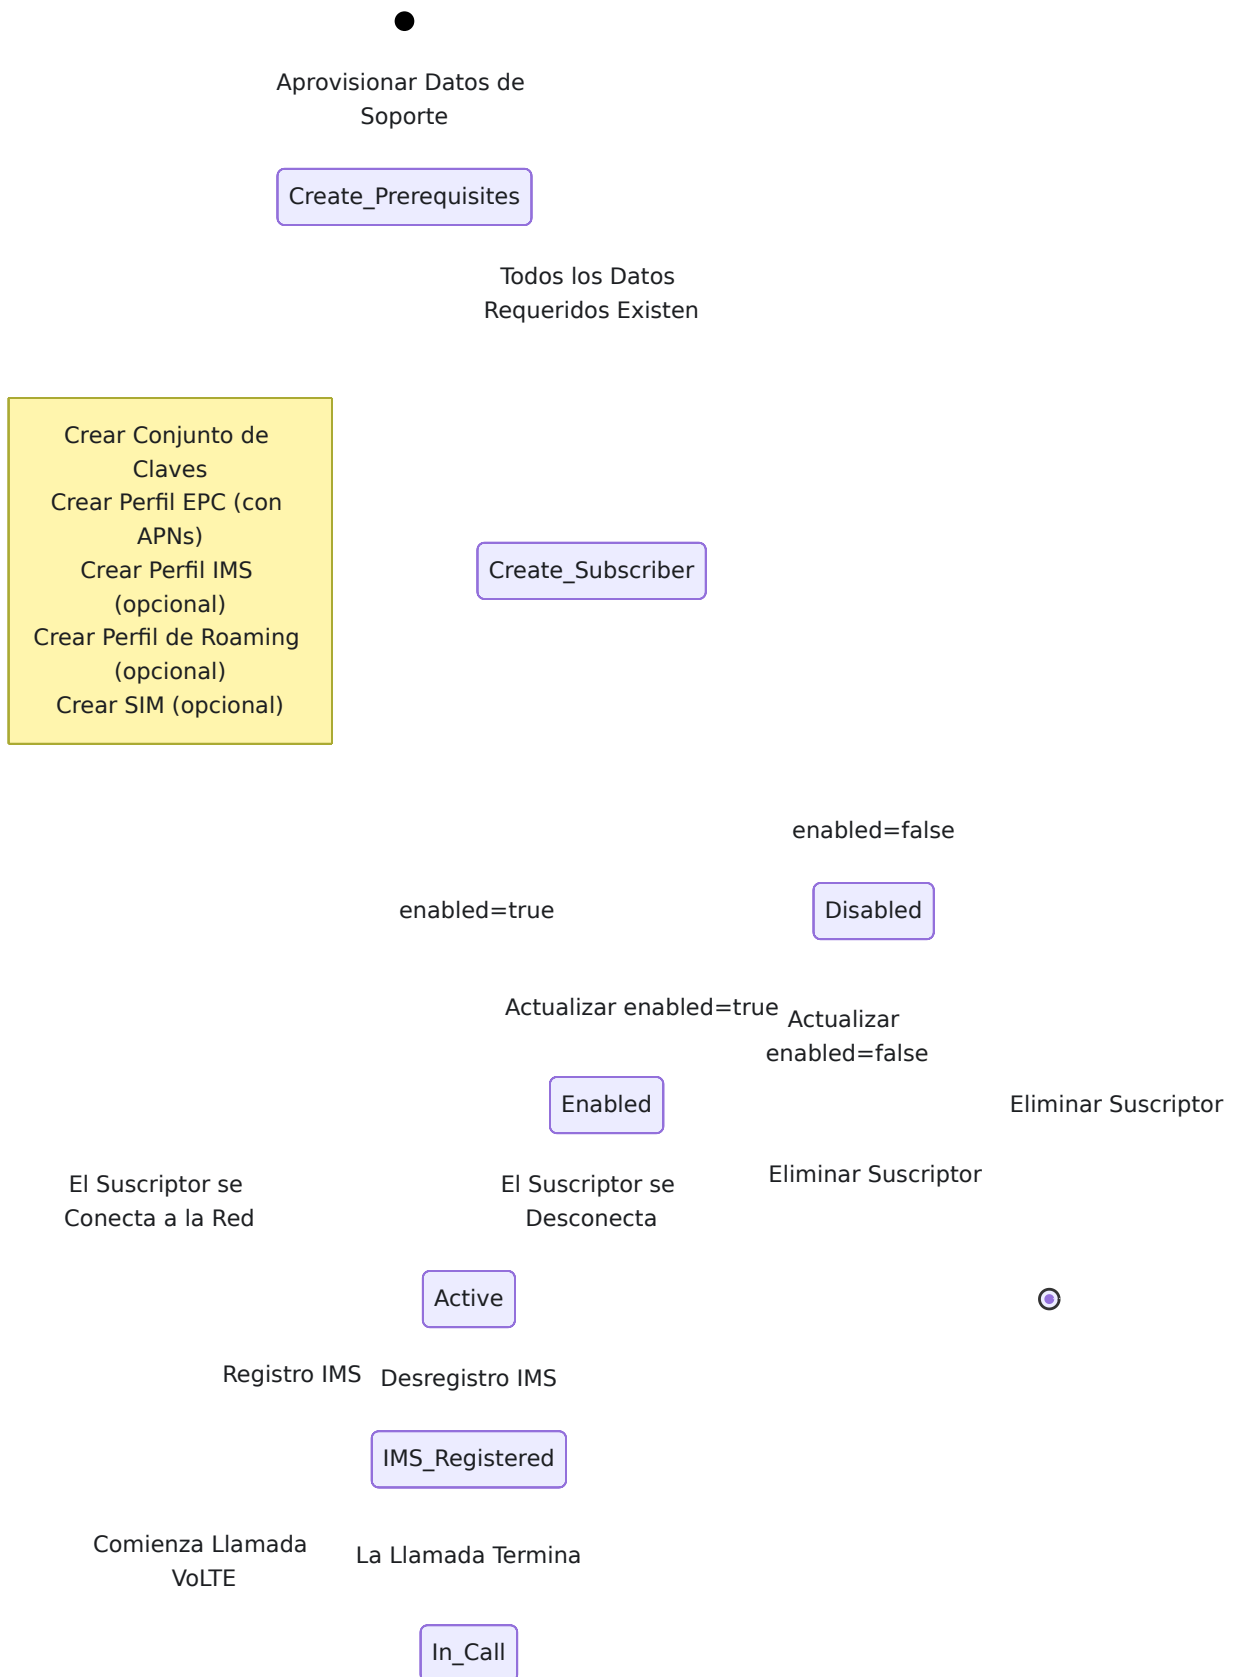 Aprovisionar Datos de
Soporte
Create_Prerequisites
Todos los Datos
Requeridos Existen
Crear Conjunto de
Claves
Crear Perfil EPC (con
APNs)
Crear Perfil IMS
(opcional)
Crear Perfil de Roaming
(opcional)
Crear SIM (opcional)
Create_Subscriber
enabled=false
enabled=true
Disabled
Actualizar enabled=true
Actualizar
enabled=false
Enabled
Eliminar Suscriptor
Eliminar Suscriptor
El Suscriptor se
Conecta a la Red
El Suscriptor se
Desconecta
Active
Registro IMS
Desregistro IMS
IMS_Registered
Comienza Llamada
VoLTE
La Llamada Termina
In_Call